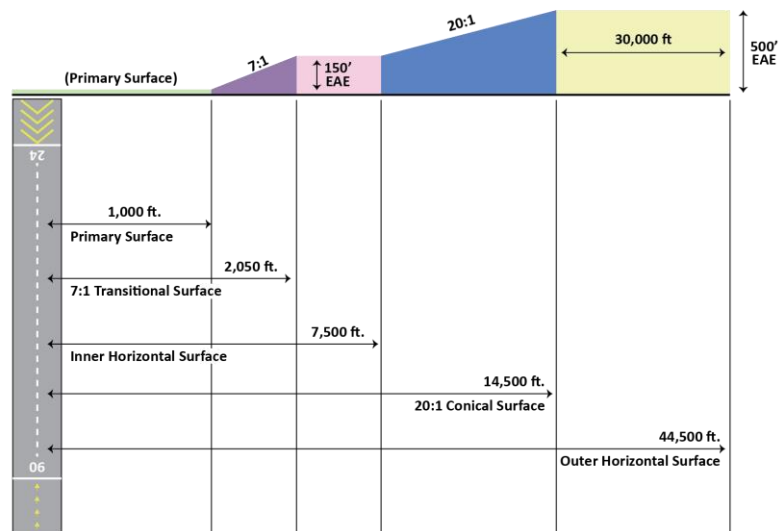 20:1
30,000 ft
500'
EAE
7:1
150'
EAE
(Primary Surface)
24
1,000 ft.
Primary Surface
2,050 ft.
7:1 Transitional Surface
7,500 ft.
Inner Horizontal Surface
14,500 ft.
20:1 Conical Surface
44,500 ft.
Outer Horizontal Surface
06